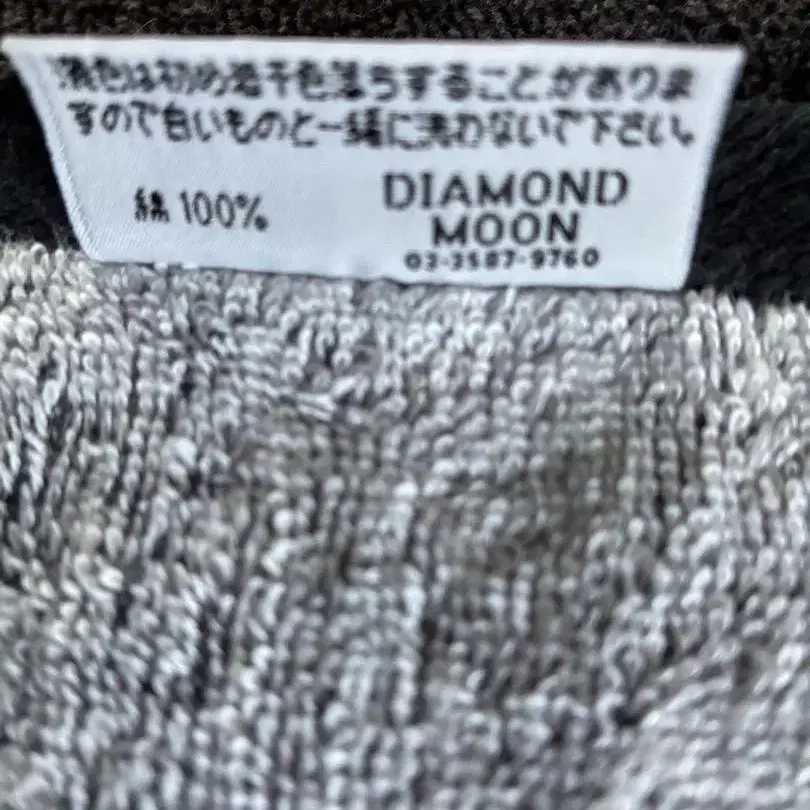 濃色は初め若干色落ちすることがありま
すので白いものと一緒に洗わないで下さい。
綿 100%
DIAMOND
MOON
03-3587-9760